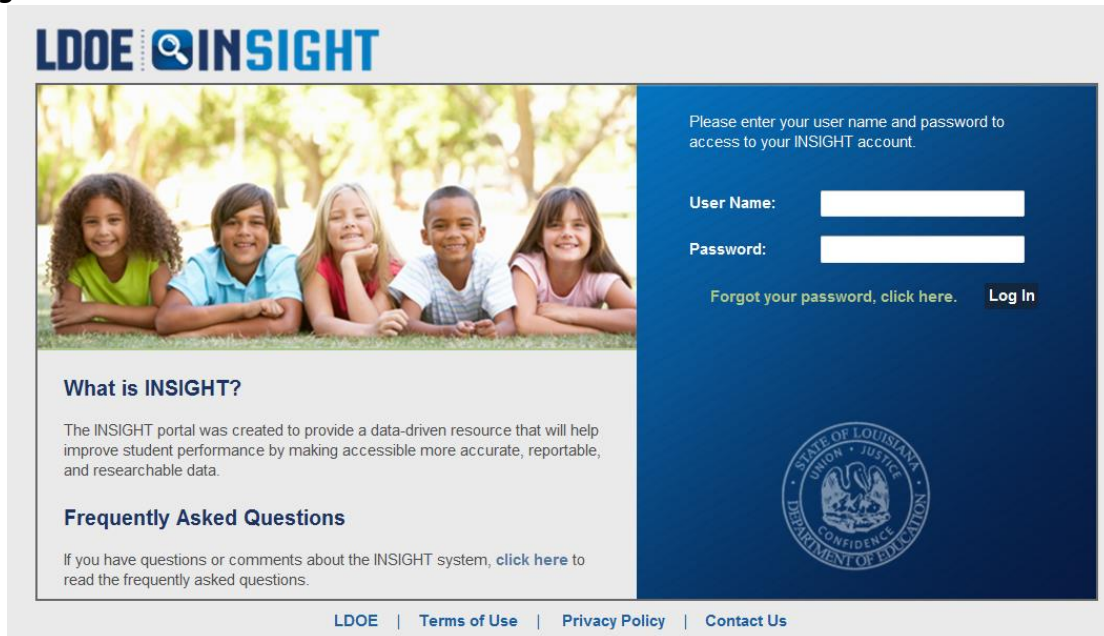 LDOE INSIGHT
Please enter your user name and password to
access to your INSIGHT account.
User Name:
Password:
Forgot your password, click here. Log In
What is INSIGHT?
The INSIGHT portal was created to provide a data-driven resource that will help
improve student performance by making accessible more accurate, reportable,
and researchable data.
Frequently Asked Questions
If you have questions or comments about the INSIGHT system, click here to
read the frequently asked questions.
STATE OF LOUISIANA
UNION · JUSTICE
CONFIDENCE
DEPARTMENT OF EDUCATION
LDOE | Terms of Use | Privacy Policy | Contact Us